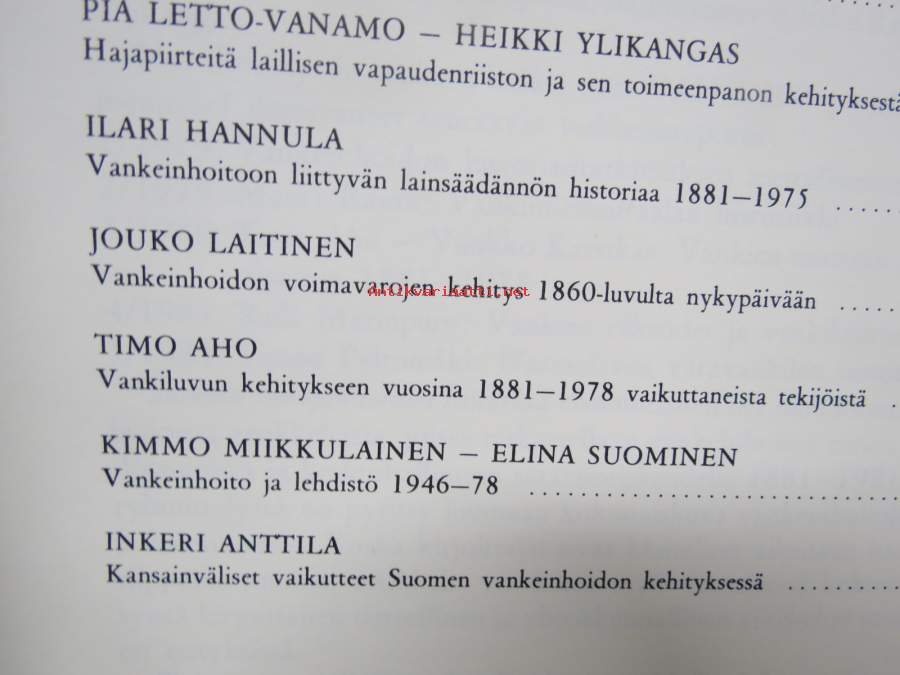 PIA LETTO-VANAMO – HEIKKI YLIKANGAS
Hajapiirteitä laillisen vapaudenriiston ja sen toimeenpanon kehityksestä
ILARI HANNULA
Vankeinhoitoon liittyvän lainsäädännön historiaa 1881–1975 . . . . . .
JOUKO LAITINEN
Vankeinhoidon voimavarojen kehitys 1860-luvulta nykypäivään . . . . .
Antikvariaatti.net
TIMO AHO
Vankiluvun kehitykseen vuosina 1881–1978 vaikuttaneista tekijöistä .
KIMMO MIIKKULAINEN – ELINA SUOMINEN
Vankeinhoito ja lehdistö 1946–78 . . . . . . . . . . . . . . . . . . . . . . . . . . . . .
INKERI ANTTILA
Kansainväliset vaikutteet Suomen vankeinhoidon kehityksessä . . . . . . . . .